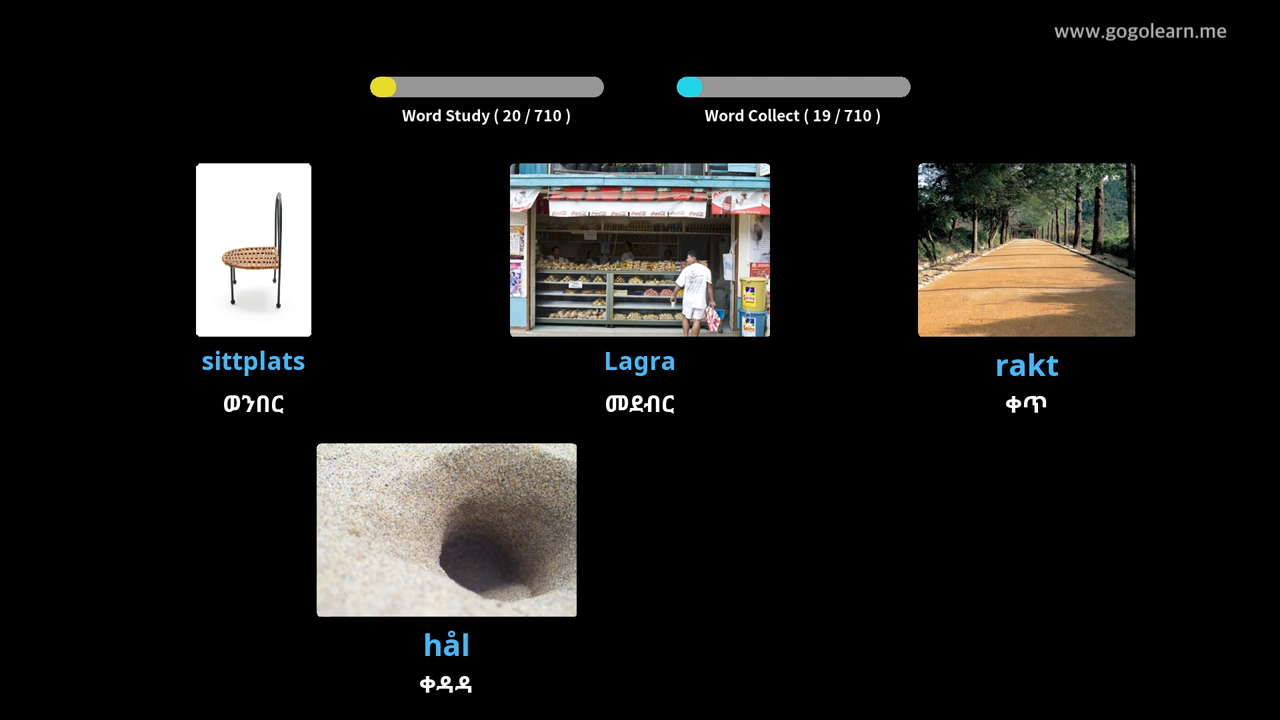 www.gogolearn.me
Word Study ( 20 / 710 )
Word Collect ( 19 / 710 )
sittplats
Lagra
rakt
ወንበር
መደብር
ቀጥ
hål
ቀዳዳ